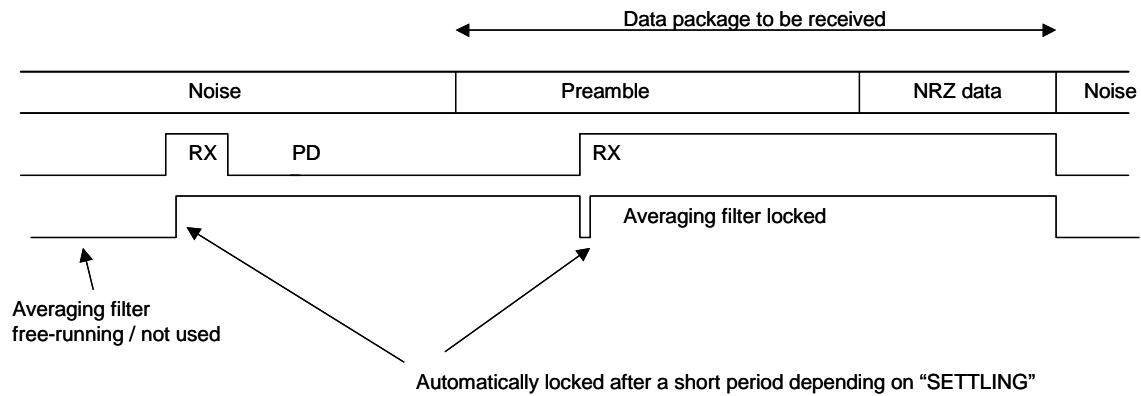 Data package to be received
Noise Preamble NRZ data Noise
RX PD RX
Averaging filter locked
Averaging filter
free-running / not used
Automatically locked after a short period depending on “SETTLING”